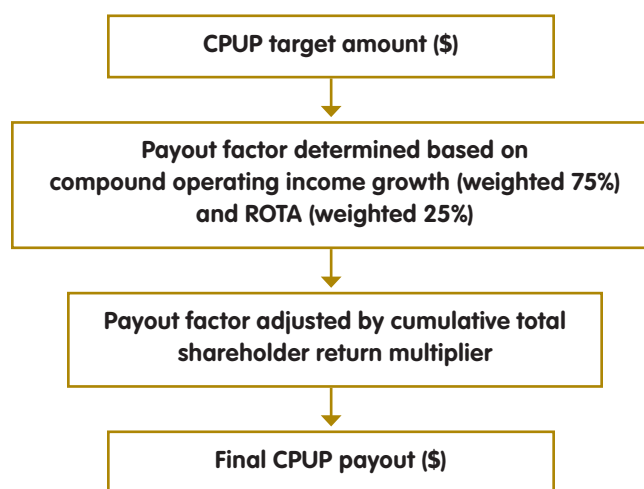 CPUP target amount ($)
Payout factor determined based on
compound operating income growth (weighted 75%)
and ROTA (weighted 25%)
Payout factor adjusted by cumulative total
shareholder return multiplier
Final CPUP payout ($)